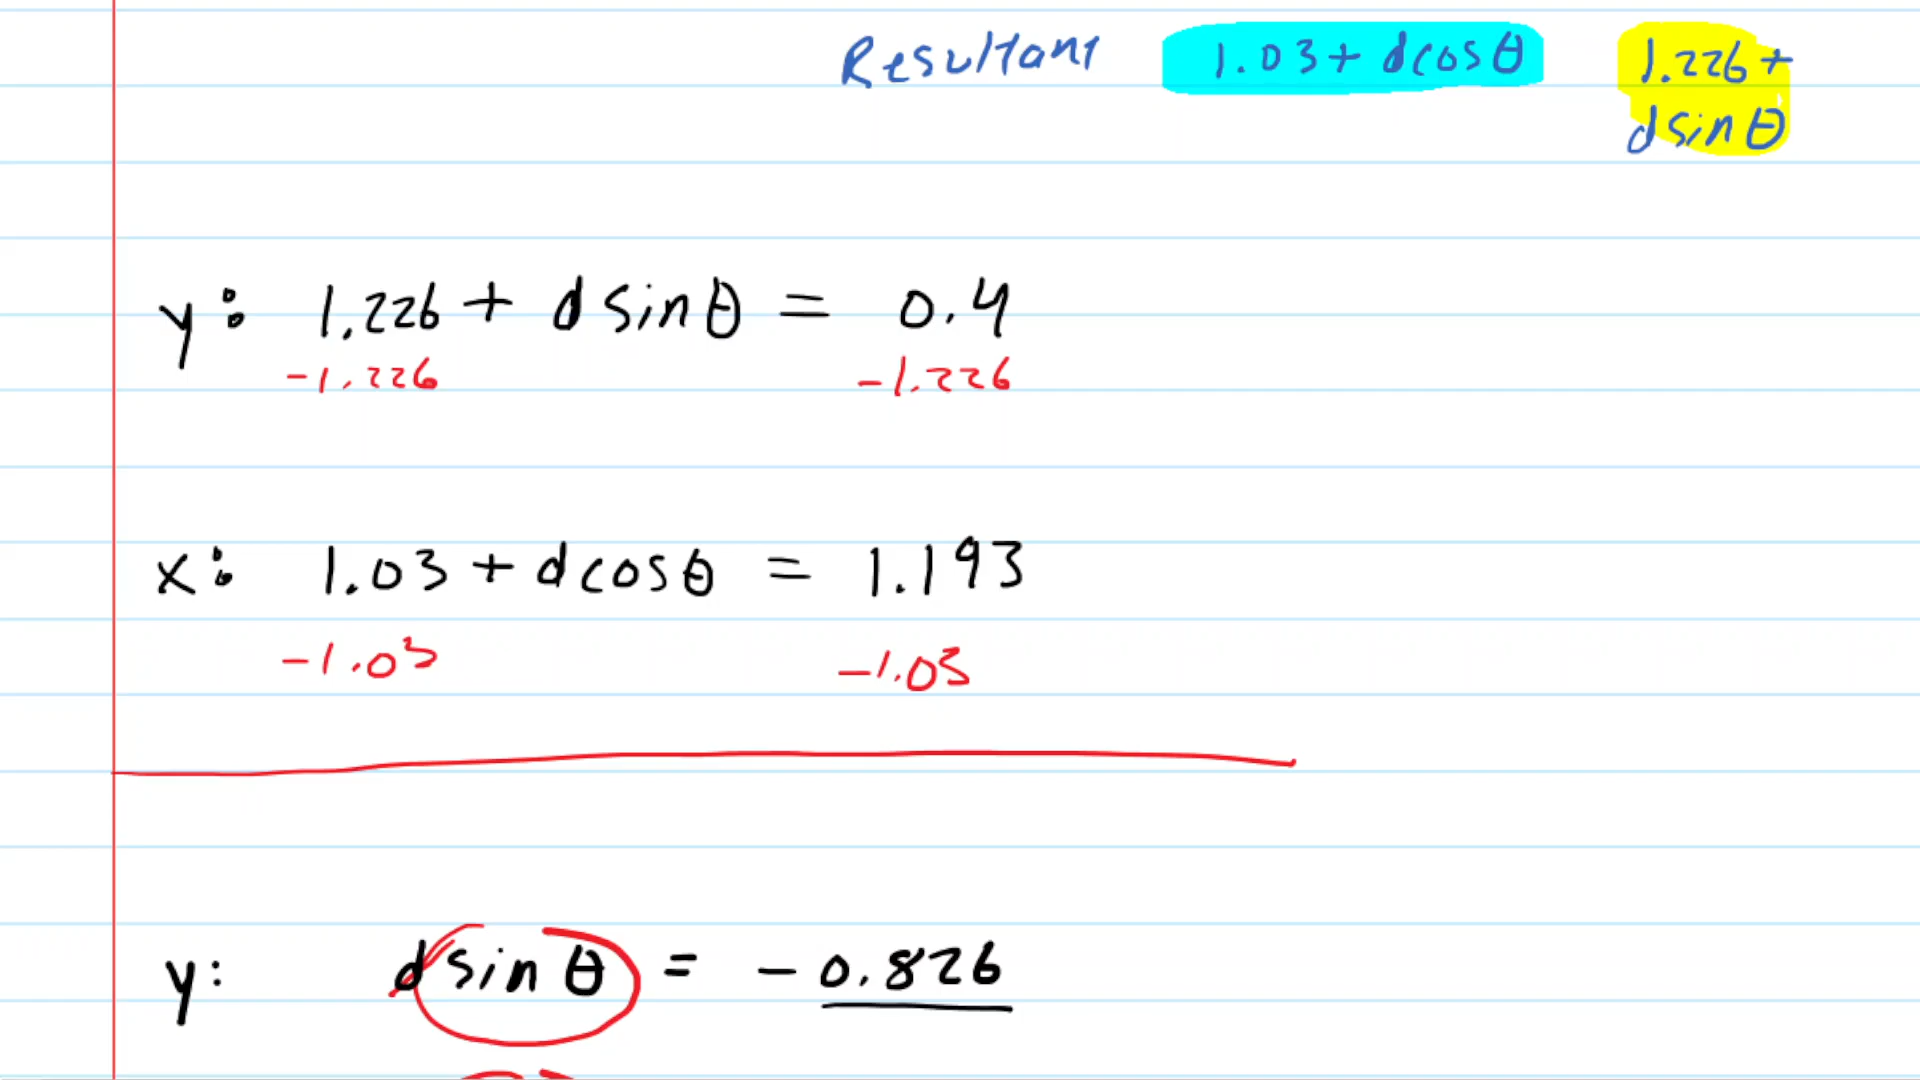 Resultant 1.03 + dcosθ 1.226 +
dsinθ
y: 1.226 + dsinθ = 0.4
-1.226 -1.226
x: 1.03 + dcosθ = 1.193
-1.03 -1.03
y: dsinθ = -0.826